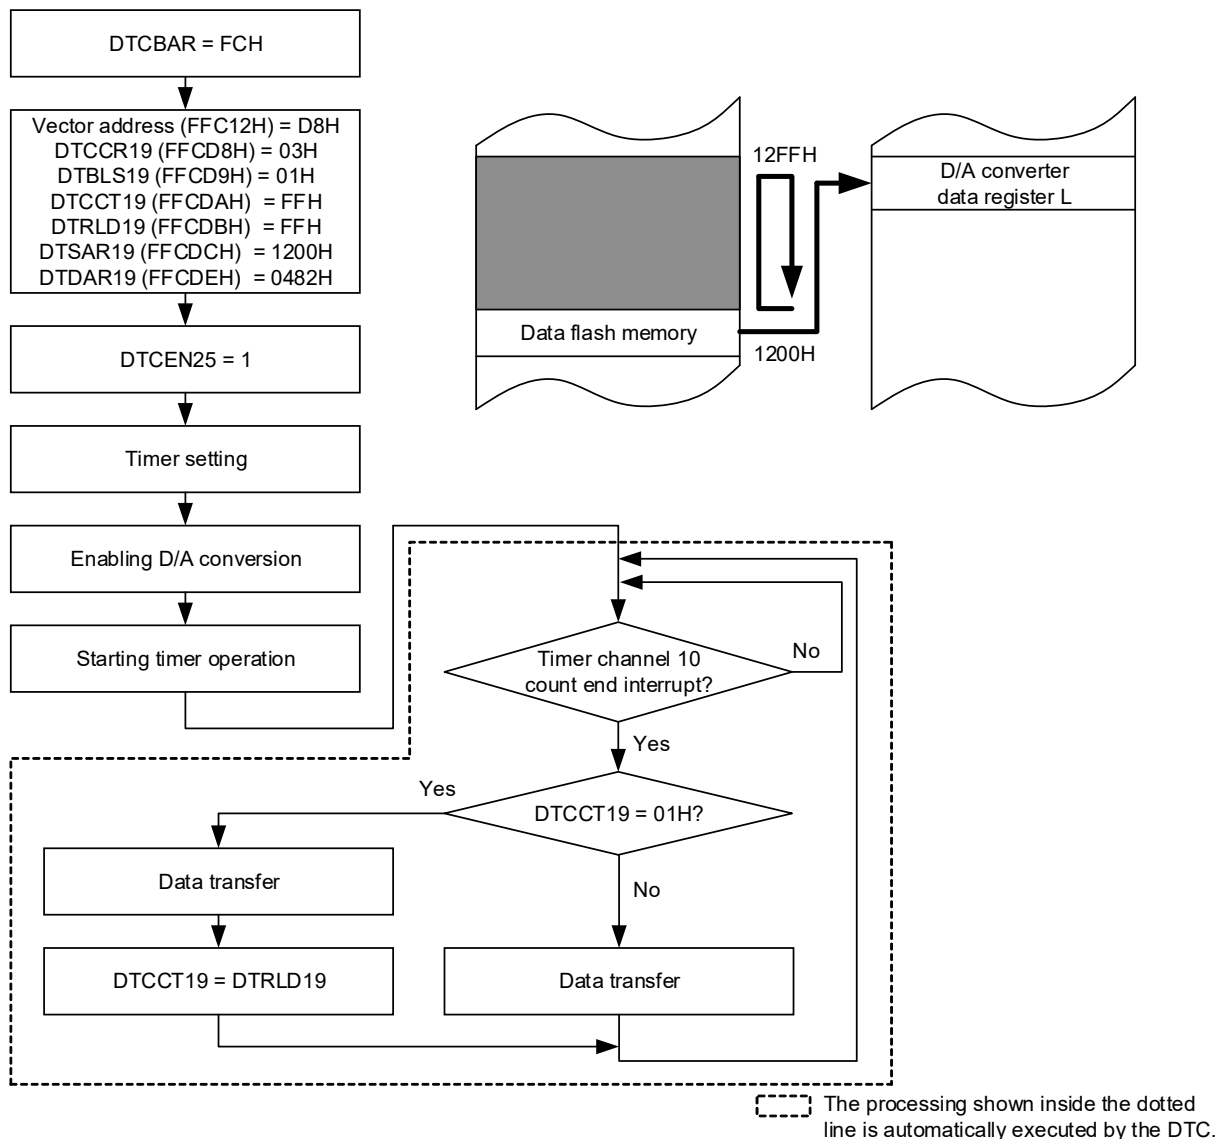 DTCBAR = FCH
Vector address (FFC12H) = D8H
DTCCR19 (FFCD8H) = 03H
DTBLS19 (FFCD9H) = 01H
DTCCT19 (FFCDAH) = FFH
DTRLD19 (FFCDBH) = FFH
DTSAR19 (FFCDCH) = 1200H
DTDAR19 (FFCDEH) = 0482H
DTCEN25 = 1
Timer setting
Enabling D/A conversion
Starting timer operation
12FFH
D/A converter
data register L
Data flash memory
1200H
Timer channel 10
count end interrupt?
No
Yes
DTCCT19 = 01H?
Yes
No
Data transfer
DTCCT19 = DTRLD19
Data transfer
The processing shown inside the dotted
line is automatically executed by the DTC.